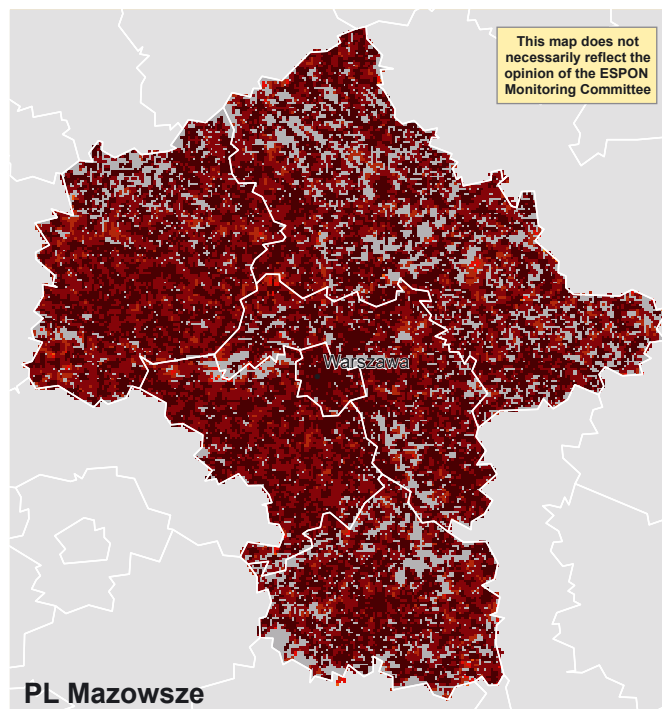 This map does not
necessarily reflect the
opinion of the ESPON
Monitoring Committee
Warszawa
PL Mazowsze